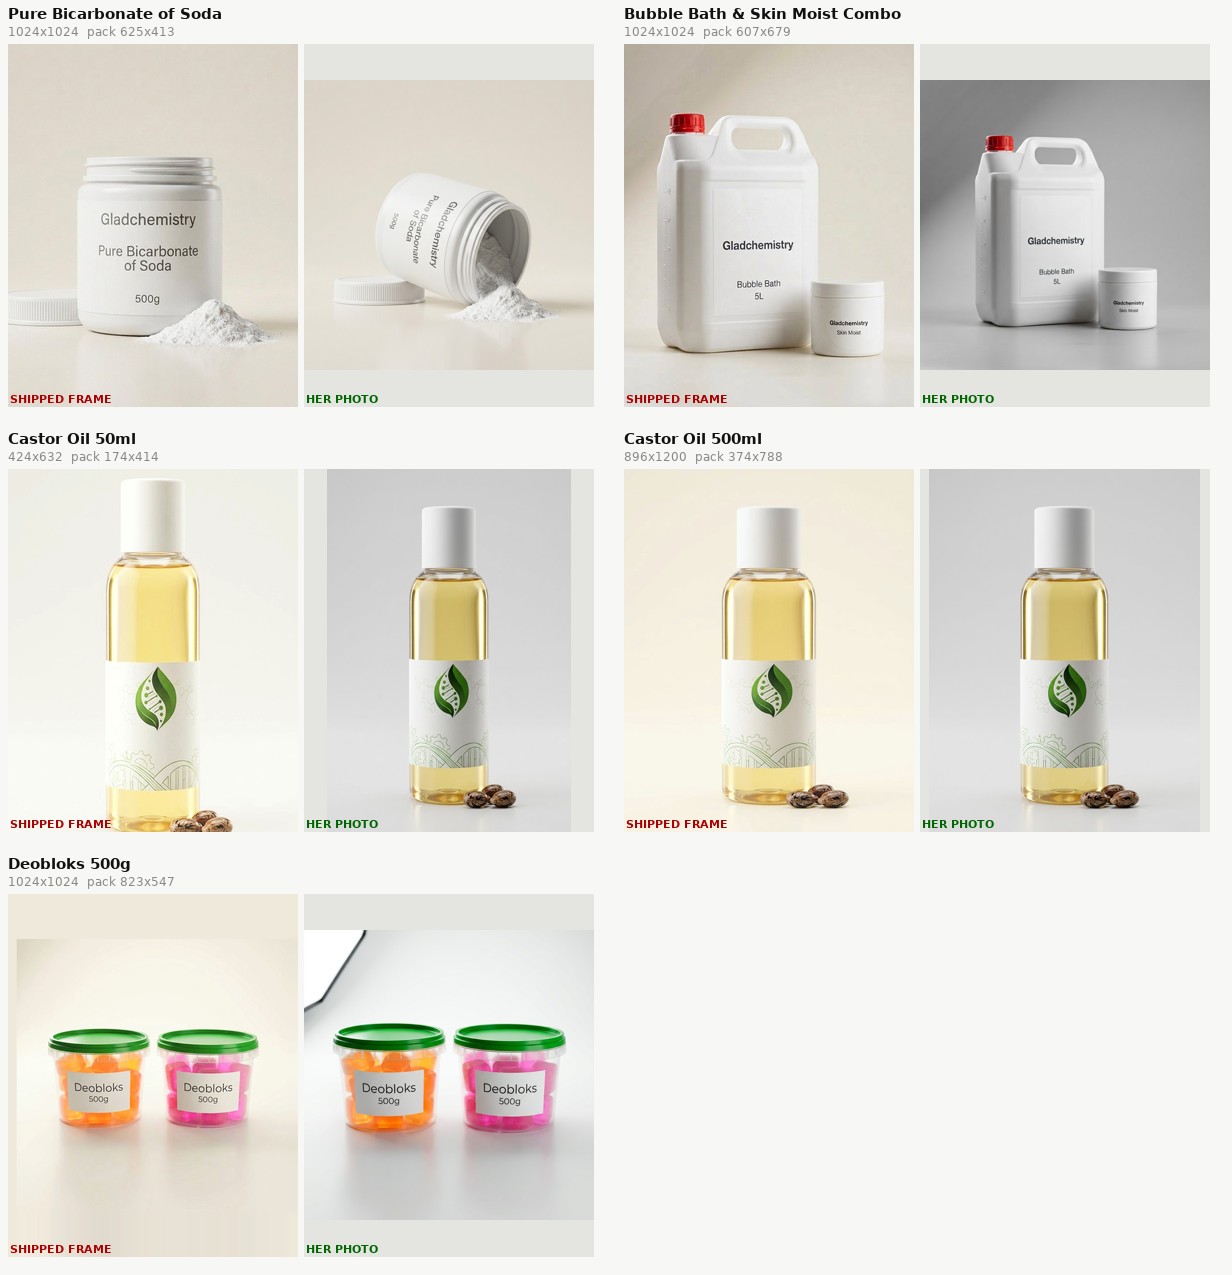 Pure Bicarbonate of Soda
1024x1024 pack 625x413
Gladchemistry
Pure Bicarbonate
of Soda
500g
SHIPPED FRAME
Gladchemistry
Pure Bicarbonate
of Soda
500g
HER PHOTO
Bubble Bath & Skin Moist Combo
1024x1024 pack 607x679
Gladchemistry
Bubble Bath
5L
Gladchemistry
Skin Moist
SHIPPED FRAME
Gladchemistry
Bubble Bath
5L
Gladchemistry
Skin Moist
HER PHOTO
Castor Oil 50ml
424x632 pack 174x414
SHIPPED FRAME
HER PHOTO
Castor Oil 500ml
896x1200 pack 374x788
SHIPPED FRAME
HER PHOTO
Deobloks 500g
1024x1024 pack 823x547
Deobloks
500g
Deobloks
500g
SHIPPED FRAME
Deobloks
500g
Deobloks
500g
HER PHOTO